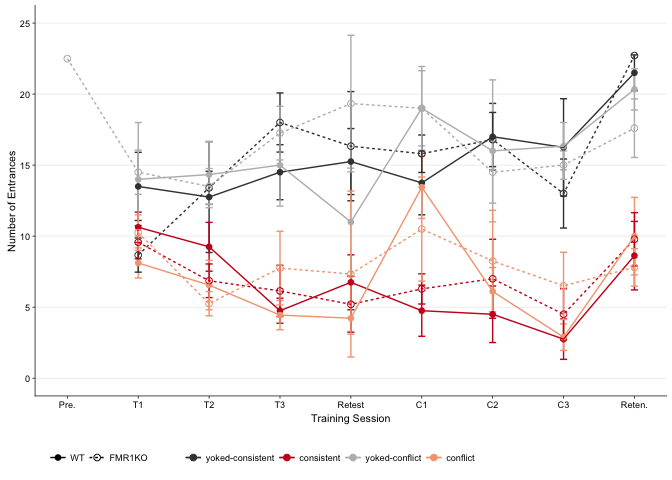 25
20
15
10
5
0
Number of Entrances
Pre. T1 T2 T3 Retest C1 C2 C3 Reten.
Training Session
WT FMR1KO yoked-consistent consistent yoked-conflict conflict